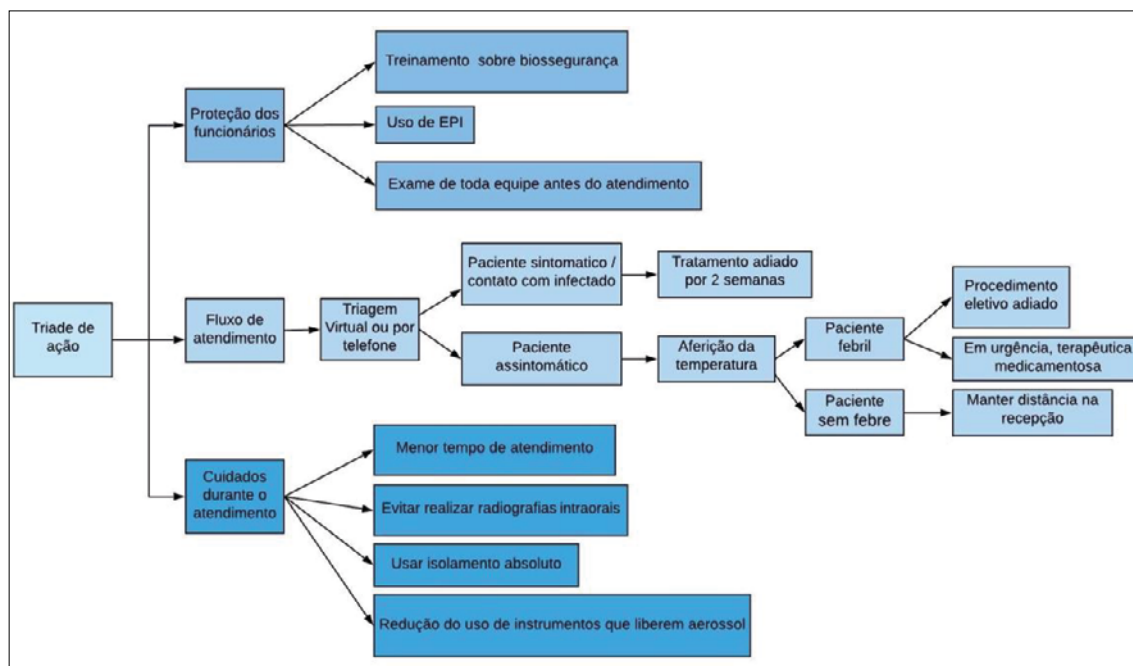 Treinamento sobre biossegurança
Proteção dos
funcionários
Uso de EPI
Exame de toda equipe antes do atendimento
Triade de
ação
Fluxo de
atendimento
Triagem
Virtual ou por
telefone
Paciente sintomatico /
contato com infectado
Tratamento adiado
por 2 semanas
Paciente
assintomático
Aferição da
temperatura
Paciente
febril
Procedimento
eletivo adiado
Em urgência, terapêutica
medicamentosa
Paciente
sem febre
Manter distância na
recepção
Cuidados
durante o
atendimento
Menor tempo de atendimento
Evitar realizar radiografias intraorais
Usar isolamento absoluto
Redução do uso de instrumentos que liberem aerossol